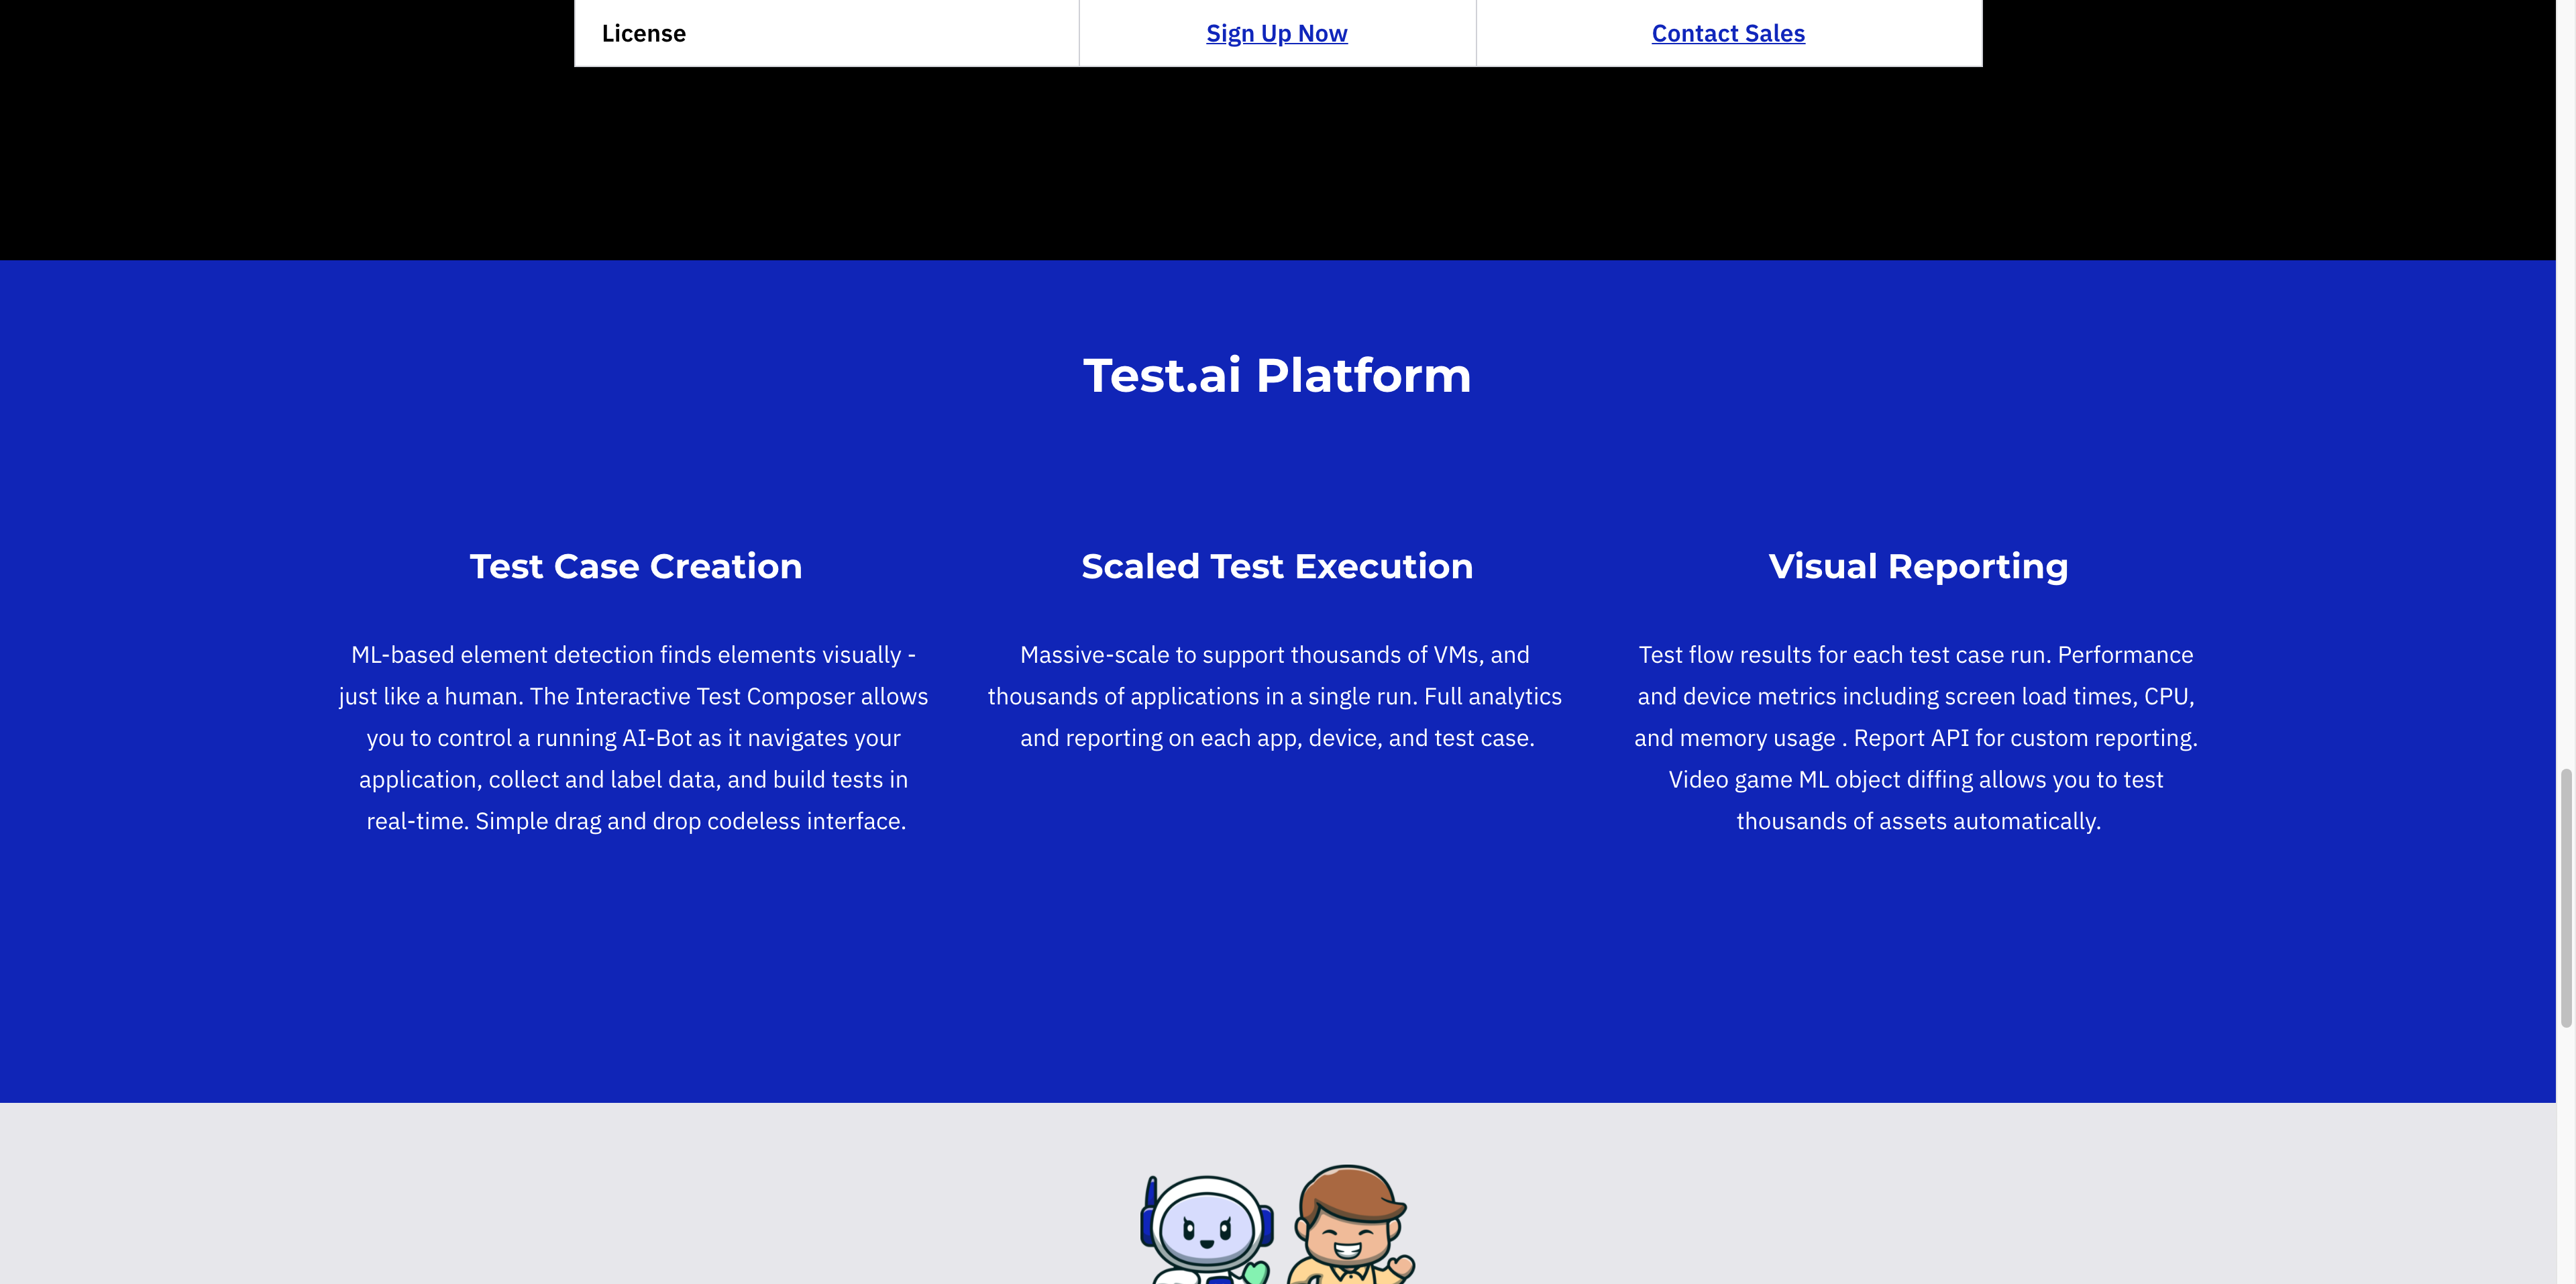 License
Sign Up Now
Contact Sales
Test.ai Platform
Test Case Creation
ML-based element detection finds elements visually -
just like a human. The Interactive Test Composer allows
you to control a running AI-Bot as it navigates your
application, collect and label data, and build tests in
real-time. Simple drag and drop codeless interface.
Scaled Test Execution
Massive-scale to support thousands of VMs, and
thousands of applications in a single run. Full analytics
and reporting on each app, device, and test case.
Visual Reporting
Test flow results for each test case run. Performance
and device metrics including screen load times, CPU,
and memory usage . Report API for custom reporting.
Video game ML object diffing allows you to test
thousands of assets automatically.